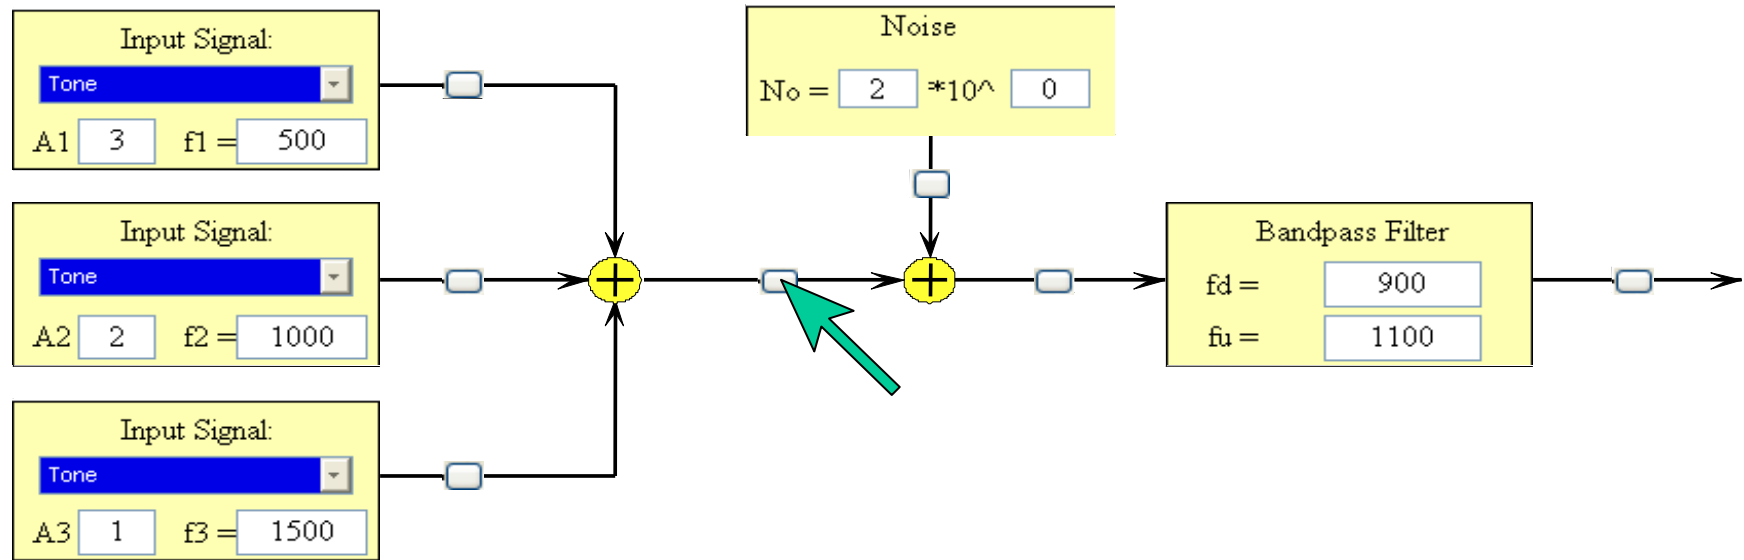 Input Signal:
Tone
A1 3 f1 = 500
Input Signal:
Tone
A2 2 f2 = 1000
Input Signal:
Tone
A3 1 f3 = 1500
Noise
No = 2 *10^ 0
Bandpass Filter
fd = 900
fu = 1100